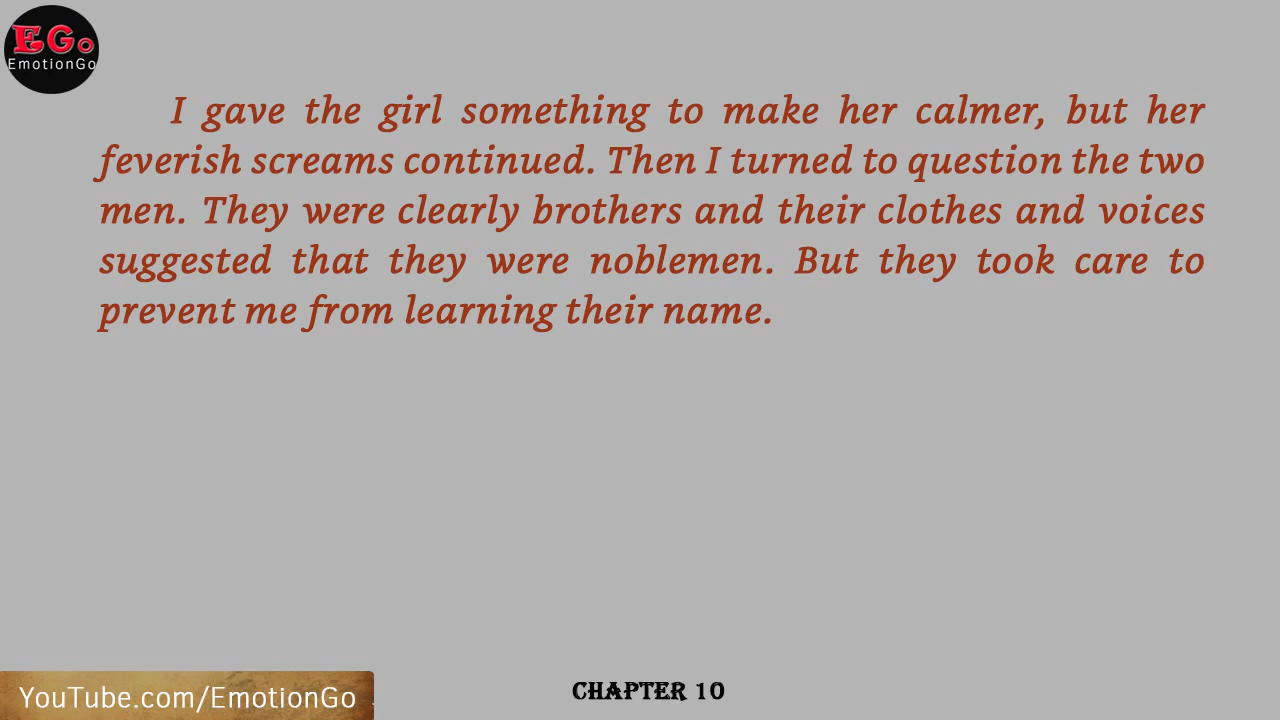 EGo
EmotionGo
I gave the girl something to make her calmer, but her
feverish screams continued. Then I turned to question the two
men. They were clearly brothers and their clothes and voices
suggested that they were noblemen. But they took care to
prevent me from learning their name.
YouTube.com/EmotionGo
CHAPTER 10